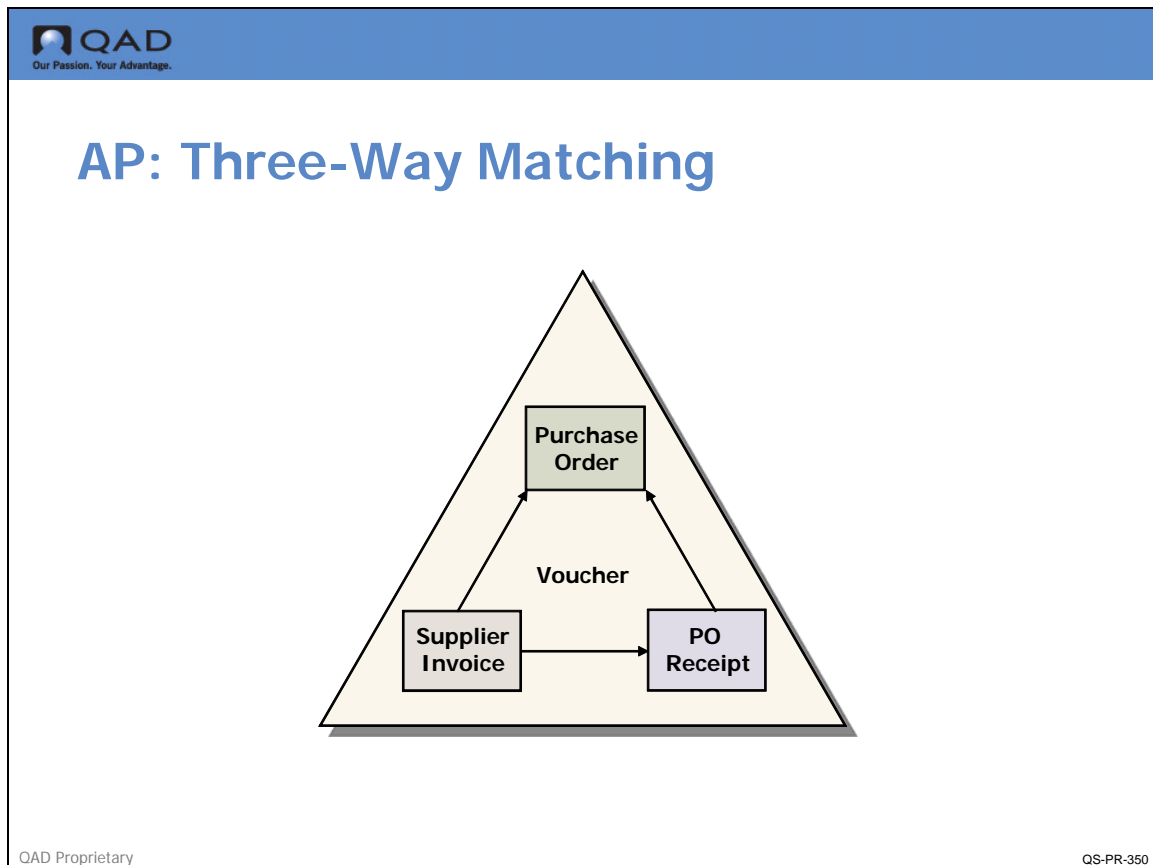 QAD
Our Passion. Your Advantage.
AP: Three-Way Matching
Purchase
Order
Voucher
Supplier
Invoice
PO
Receipt
QAD Proprietary
QS-PR-350